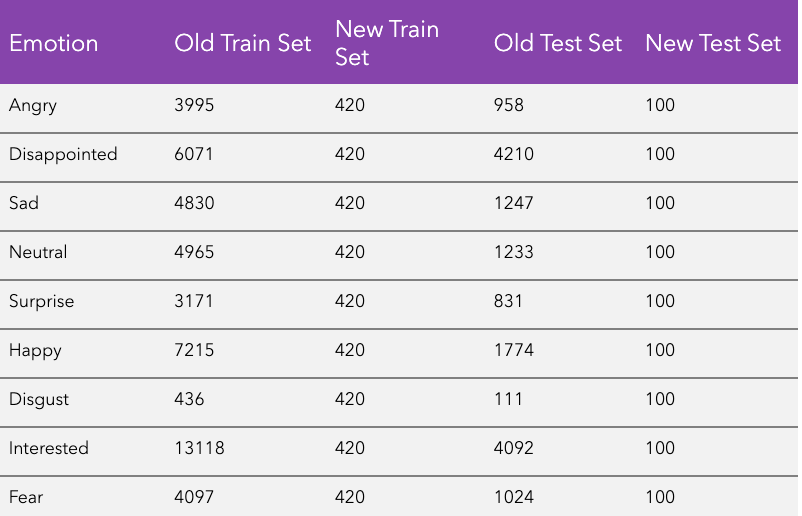 Emotion Old Train Set New Train Set Old Test Set New Test Set
Angry 3995 420 958 100
Disappointed 6071 420 4210 100
Sad 4830 420 1247 100
Neutral 4965 420 1233 100
Surprise 3171 420 831 100
Happy 7215 420 1774 100
Disgust 436 420 111 100
Interested 13118 420 4092 100
Fear 4097 420 1024 100